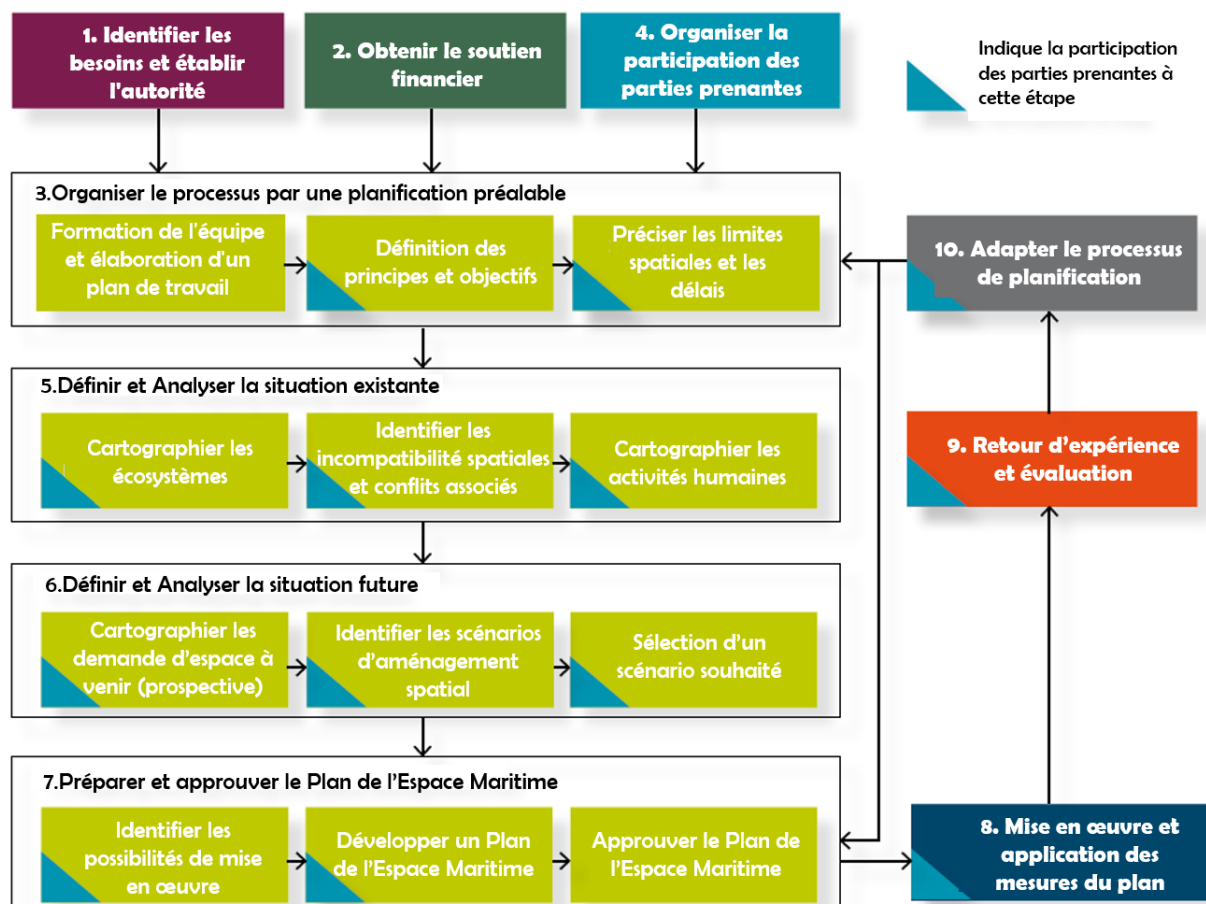 1. Identifier les
besoins et établir
l'autorité
2. Obtenir le soutien
financier
4. Organiser la
participation des
parties prenantes
Indique la participation
des parties prenantes à
cette étape
3.Organiser le processus par une planification préalable
Formation de l'équipe
et élaboration d'un
plan de travail
Définition des
principes et objectifs
Préciser les limites
spatiales et les
délais
10. Adapter le processus
de planification
5.Définir et Analyser la situation existante
Cartographier les
écosystèmes
Identifier les
incompatibilité spatiales
et conflits associés
Cartographier les
activités humaines
9. Retour d'expérience
et évaluation
6.Définir et Analyser la situation future
Cartographier les
demande d'espace à
venir (prospective)
Identifier les scénarios
d'aménagement
spatial
Sélection d'un
scénario souhaité
7.Préparer et approuver le Plan de l'Espace Maritime
Identifier les
possibilités de mise
en œuvre
Développer un Plan
de l'Espace Maritime
Approuver le Plan de
l'Espace Maritime
8. Mise en œuvre et
application des
mesures du plan